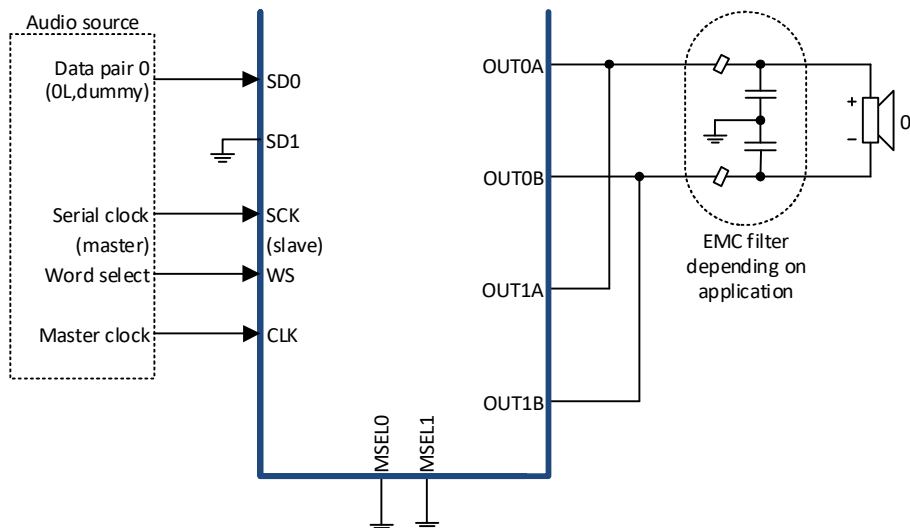 Audio source
Data pair 0
(0L,dummy)
Serial clock
(master)
Word select
Master clock
SD0
SD1
SCK
(slave)
WS
CLK
MSEL0
MSEL1
OUT0A
OUT0B
OUT1A
OUT1B
+
−
0
EMC filter
depending on
application